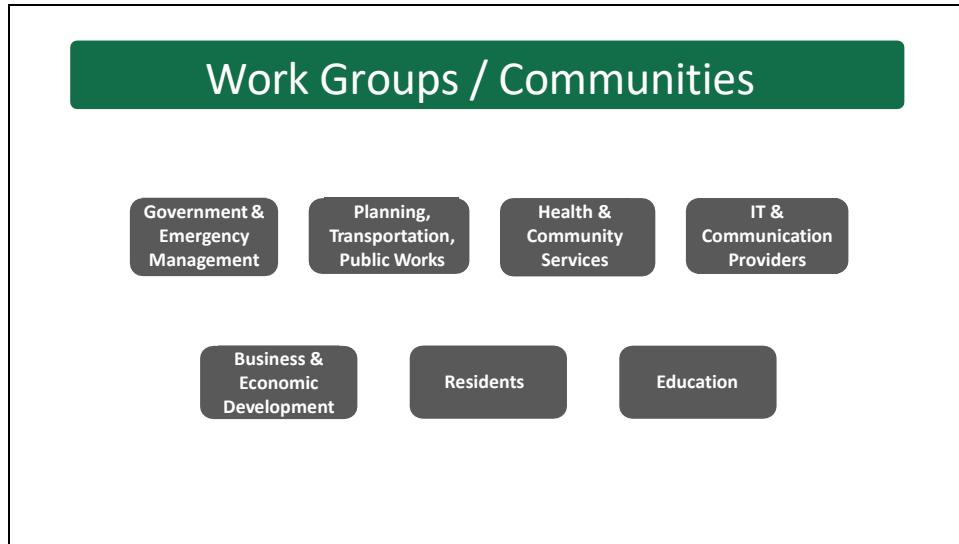 Work Groups / Communities
Government &
Emergency
Management
Planning,
Transportation,
Public Works
Health &
Community
Services
IT &
Communication
Providers
Business &
Economic
Development
Residents
Education